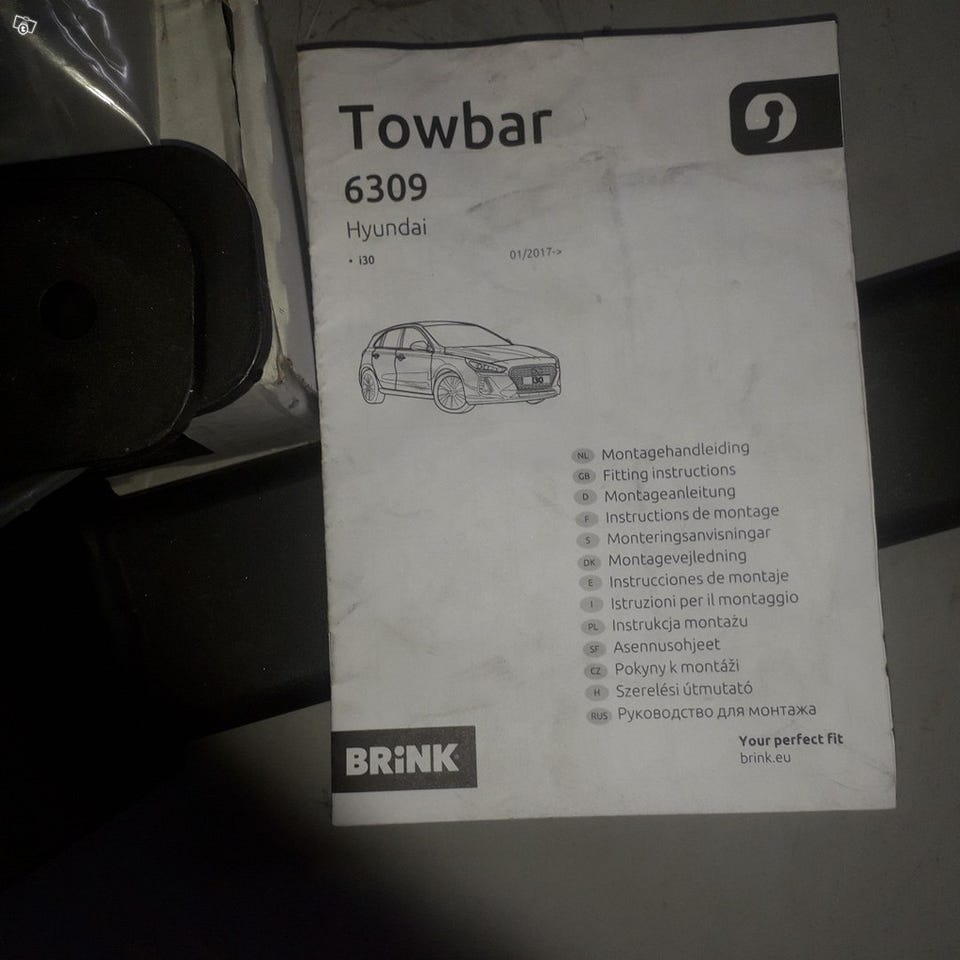 Towbar
6309
Hyundai
• i30 01/2017->
i30
NL Montagehandleiding
GB Fitting instructions
D Montageanleitung
F Instructions de montage
S Monteringsanvisningar
DK Montagevejledning
E Instrucciones de montaje
I Istruzioni per il montaggio
PL Instrukcja montażu
SF Asennusohjeet
CZ Pokyny k montáži
H Szerelési útmutató
RUS Руководство для монтажа
Your perfect fit
brink.eu
BRiNK